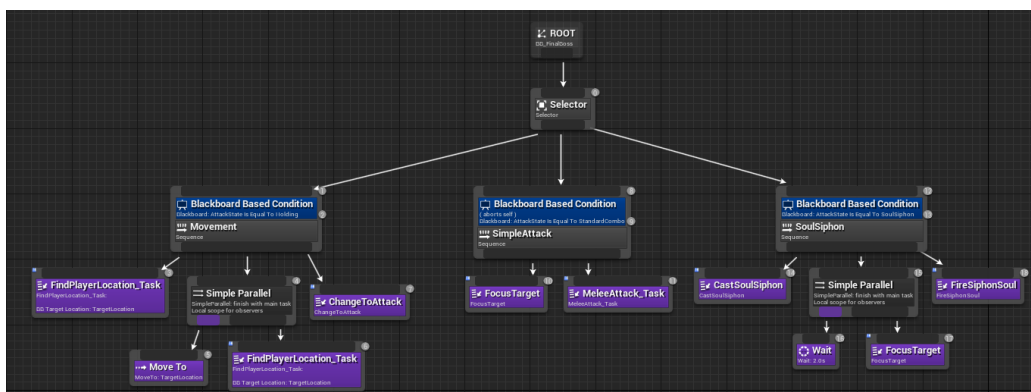 ROOT
BB_FinalBoss
Selector
Selector
Blackboard Based Condition
Blackboard: AttackState is Equal To Holding
Movement
Sequence
Blackboard Based Condition
( aborts self )
Blackboard: AttackState is Equal To StandardCombo
SimpleAttack
Sequence
Blackboard Based Condition
Blackboard: AttackState is Equal To SoulSiphon
SoulSiphon
Sequence
FindPlayerLocation_Task
FindPlayerLocation_Task
BB Target Location: TargetLocation
Simple Parallel
SimpleParallel: finish with main task
Local scope for observers
ChangeToAttack
ChangeToAttack
FocusTarget
FocusTarget
MeleeAttack_Task
MeleeAttack_Task
CastSoulSiphon
CastSoulSiphon
Simple Parallel
SimpleParallel: finish with main task
Local scope for observers
FireSiphonSoul
FireSiphonSoul
Move To
MoveTo: TargetLocation
FindPlayerLocation_Task
FindPlayerLocation_Task
BB Target Location: TargetLocation
Wait
Wait: 2.0s
FocusTarget
FocusTarget